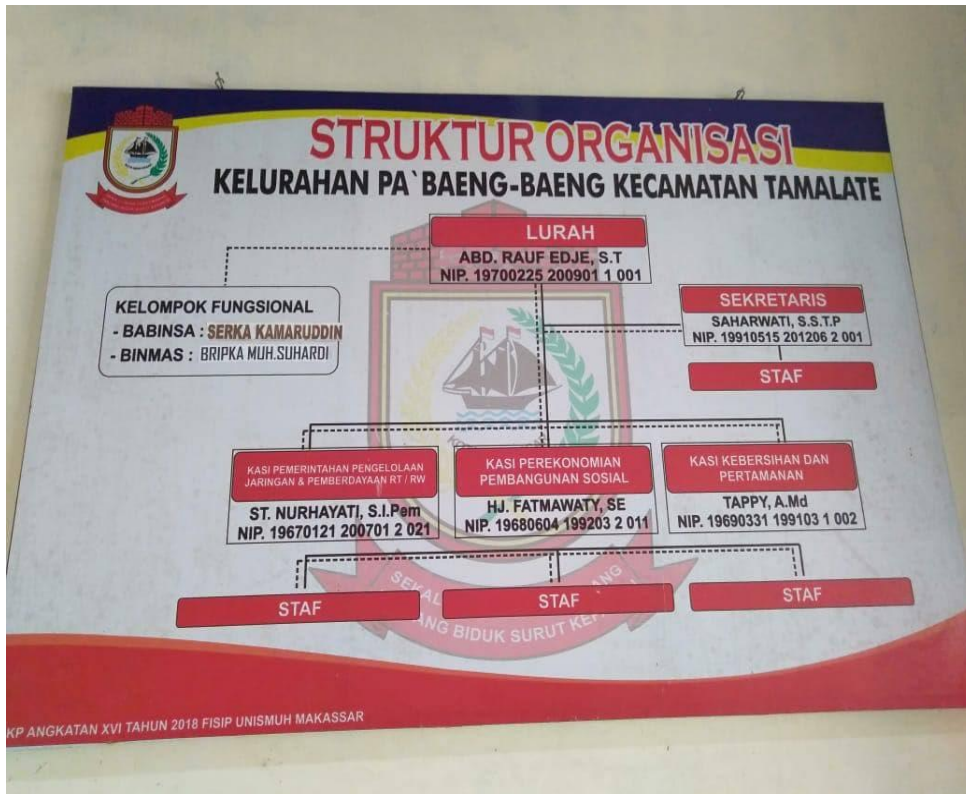 STRUKTUR ORGANISASI
KELURAHAN PA`BAENG-BAENG KECAMATAN TAMALATE
LURAH
ABD. RAUF EDJE, S.T
NIP. 19700225 200901 1 001
KELOMPOK FUNGSIONAL
- BABINSA : SERKA KAMARUDDIN
- BINMAS : BRIPKA MUH.SUHARDI
SEKRETARIS
SAHARWATI, S.S.T.P
NIP. 19910515 201206 2 001
STAF
KASI PEMERINTAHAN PENGELOLAAN
JARINGAN & PEMBERDAYAAN RT / RW
ST. NURHAYATI, S.I.Pem
NIP. 19670121 200701 2 021
KASI PEREKONOMIAN
PEMBANGUNAN SOSIAL
HJ. FATMAWATY, SE
NIP. 19680604 199203 2 011
KASI KEBERSIHAN DAN
PERTAMANAN
TAPPY, A.Md
NIP. 19690331 199103 1 002
STAF
STAF
STAF
BIDUK SURUT
KP ANGKATAN XVI TAHUN 2018 FISIP UNISMUH MAKASSAR